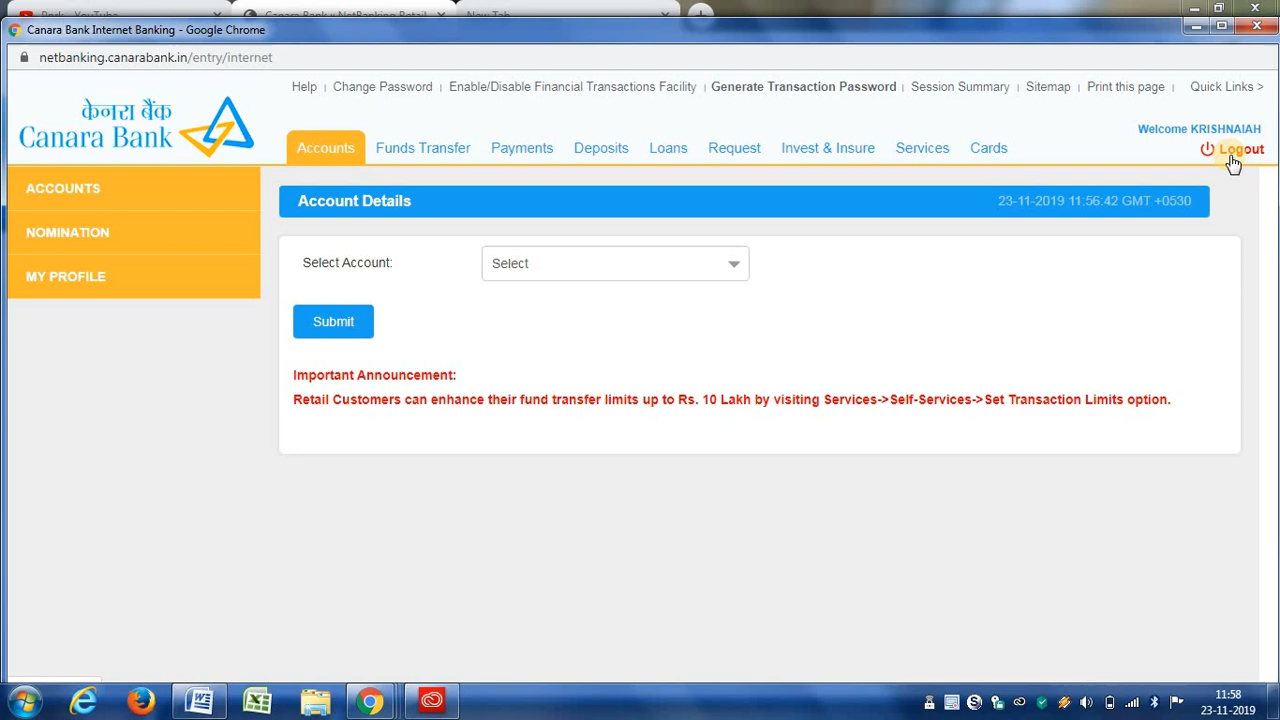 Canara Bank Internet Banking - Google Chrome
netbanking.canarabank.in/entry/internet
Help
Change Password
Enable/Disable Financial Transactions Facility
Generate Transaction Password
Session Summary
Sitemap
Print this page
Quick Links >
केनरा बैंक
Canara Bank
Welcome KRISHNAIAH
Logout
Accounts
Funds Transfer
Payments
Deposits
Loans
Request
Invest & Insure
Services
Cards
ACCOUNTS
NOMINATION
MY PROFILE
Account Details
23-11-2019 11:56:42 GMT +0530
Select Account:
Select
Submit
Important Announcement:
Retail Customers can enhance their fund transfer limits up to Rs. 10 Lakh by visiting Services->Self-Services->Set Transaction Limits option.
11:58
23-11-2019